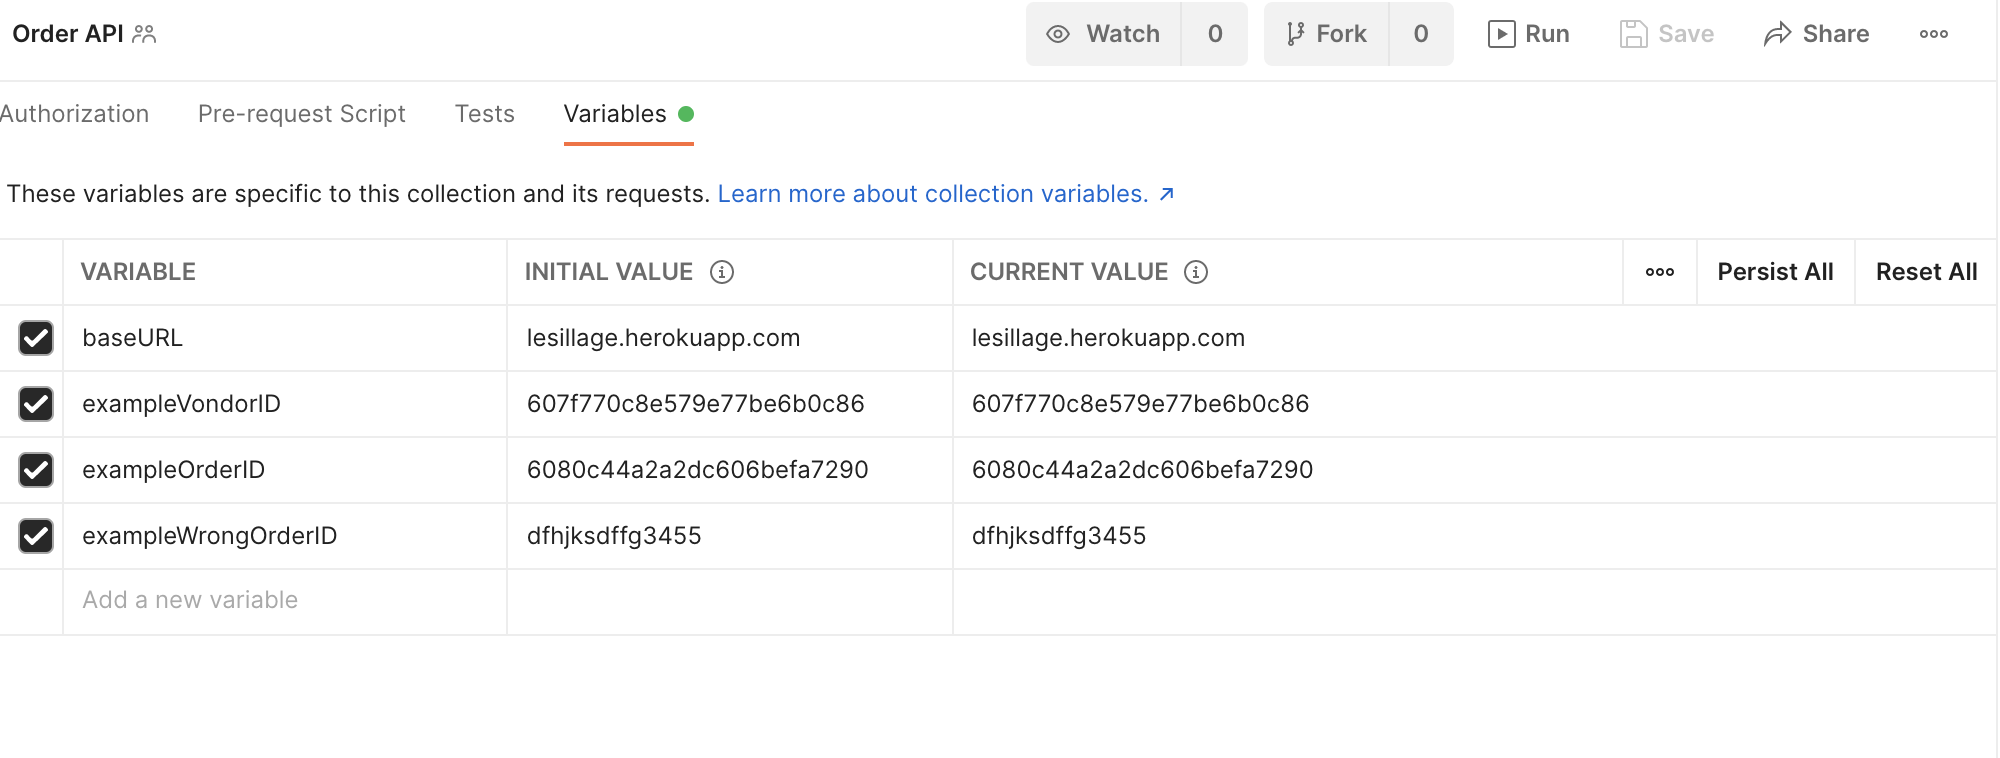 Order API Watch 0 Fork 0 Run Save Share
Authorization Pre-request Script Tests Variables
These variables are specific to this collection and its requests. Learn more about collection variables. ↗
VARIABLE INITIAL VALUE CURRENT VALUE Persist All Reset All
baseURL lesillage.herokuapp.com lesillage.herokuapp.com
exampleVondorID 607f770c8e579e77be6b0c86 607f770c8e579e77be6b0c86
exampleOrderID 6080c44a2a2dc606befa7290 6080c44a2a2dc606befa7290
exampleWrongOrderID dfhjksdffg3455 dfhjksdffg3455
Add a new variable